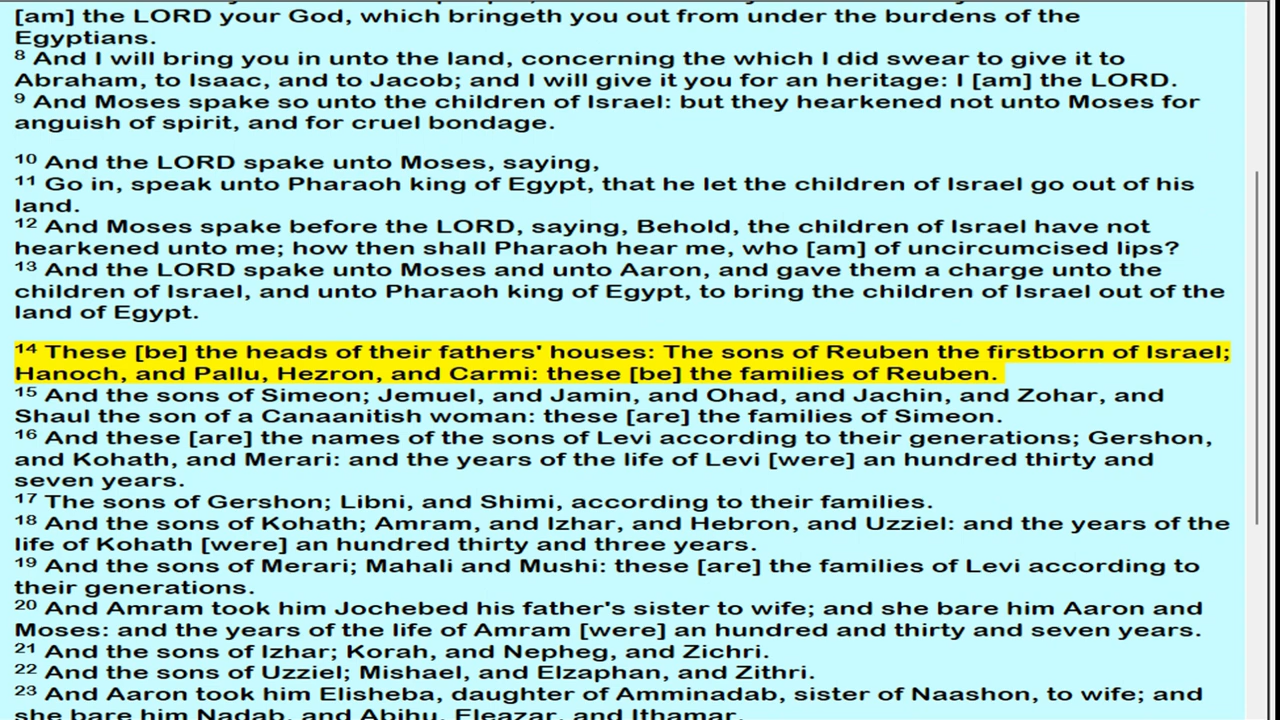 [am] the LORD your God, which bringeth you out from under the burdens of the
Egyptians.
8 And I will bring you in unto the land, concerning the which I did swear to give it to
Abraham, to Isaac, and to Jacob; and I will give it you for an heritage: I [am] the LORD.
9 And Moses spake so unto the children of Israel: but they hearkened not unto Moses for
anguish of spirit, and for cruel bondage.
10 And the LORD spake unto Moses, saying,
11 Go in, speak unto Pharaoh king of Egypt, that he let the children of Israel go out of his
land.
12 And Moses spake before the LORD, saying, Behold, the children of Israel have not
hearkened unto me; how then shall Pharaoh hear me, who [am] of uncircumcised lips?
13 And the LORD spake unto Moses and unto Aaron, and gave them a charge unto the
children of Israel, and unto Pharaoh king of Egypt, to bring the children of Israel out of the
land of Egypt.
14 These [be] the heads of their fathers' houses: The sons of Reuben the firstborn of Israel;
Hanoch, and Pallu, Hezron, and Carmi: these [be] the families of Reuben.
15 And the sons of Simeon; Jemuel, and Jamin, and Ohad, and Jachin, and Zohar, and
Shaul the son of a Canaanitish woman: these [are] the families of Simeon.
16 And these [are] the names of the sons of Levi according to their generations; Gershon,
and Kohath, and Merari: and the years of the life of Levi [were] an hundred thirty and
seven years.
17 The sons of Gershon; Libni, and Shimi, according to their families.
18 And the sons of Kohath; Amram, and Izhar, and Hebron, and Uzziel: and the years of the
life of Kohath [were] an hundred thirty and three years.
19 And the sons of Merari; Mahali and Mushi: these [are] the families of Levi according to
their generations.
20 And Amram took him Jochebed his father's sister to wife; and she bare him Aaron and
Moses: and the years of the life of Amram [were] an hundred and thirty and seven years.
21 And the sons of Izhar; Korah, and Nepheg, and Zichri.
22 And the sons of Uzziel; Mishael, and Elzaphan, and Zithri.
23 And Aaron took him Elisheba, daughter of Amminadab, sister of Naashon, to wife; and
she bare him Nadab, and Abihu, Eleazar, and Ithamar.